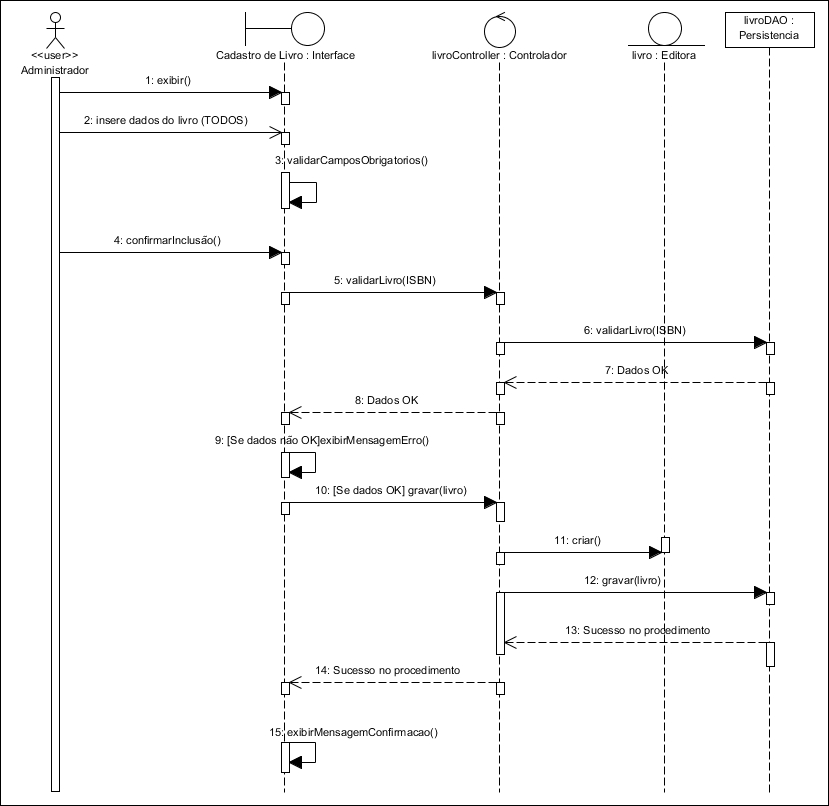 livroDAO :
Persistencia
<<user>>
Administrador
Cadastro de Livro : Interface
livroController : Controlador
livro : Editora
1: exibir()
2: insere dados do livro (TODOS)
3: validarCamposObrigatorios()
4: confirmarInclusão()
5: validarLivro(ISBN)
6: validarLivro(ISBN)
7: Dados OK
8: Dados OK
9: [Se dados não OK]exibirMensagemErro()
10: [Se dados OK] gravar(livro)
11: criar()
12: gravar(livro)
13: Sucesso no procedimento
14: Sucesso no procedimento
15: exibirMensagemConfirmacao()